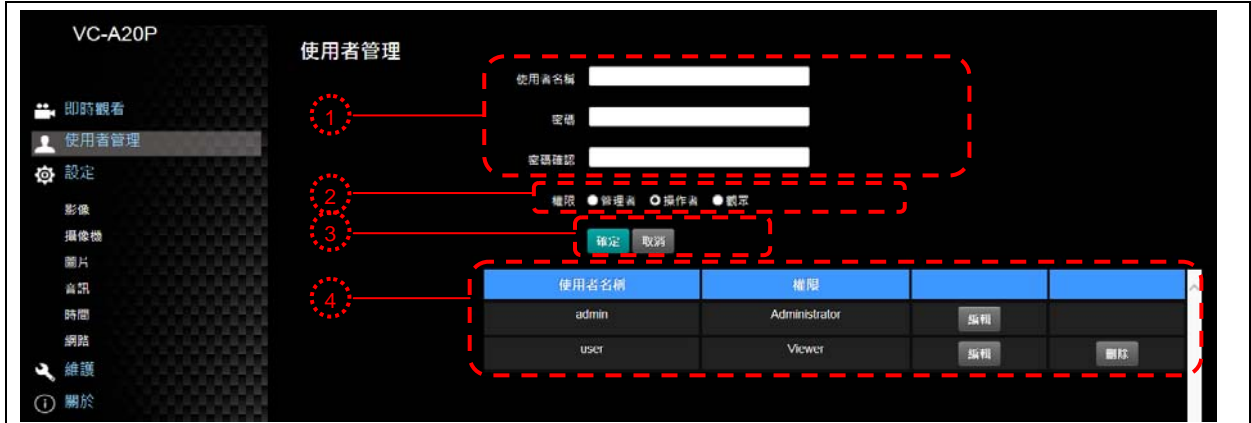 VC-A20P
即時觀看
使用者管理
設定
影像
攝像機
圖片
音訊
時間
網路
維護
關於
使用者管理
1
使用者名稱
密碼
密碼確認
2
權限 管理者 操作者 觀眾
3
確定 取消
4
使用者名稱 權限
admin Administrator 編輯
user Viewer 編輯 刪除